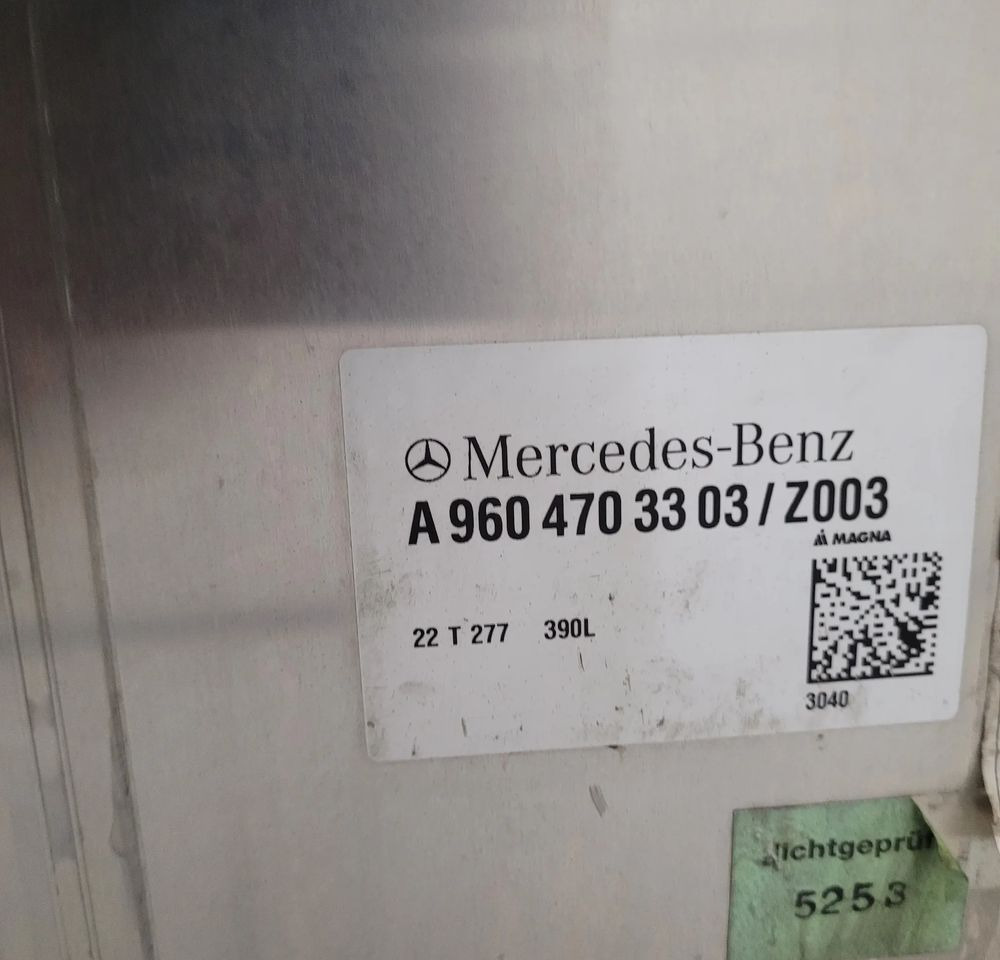 Mercedes-Benz
A 960 470 33 03 / Z003
MAGNA
22 T 277 390L
3040
5253